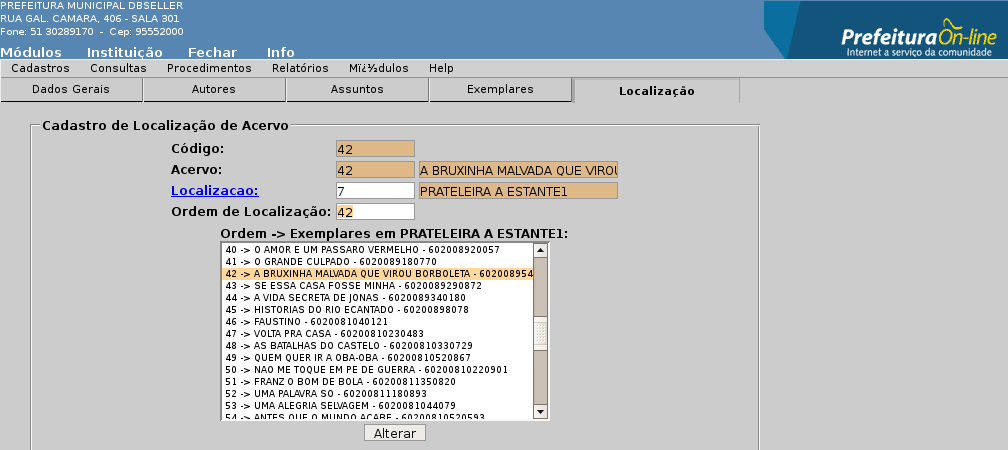 PREFEITURA MUNICIPAL DBSELLER
RUA GAL. CAMARA, 406 - SALA 301
Fone: 51 30289170 - Cep: 95552000
Módulos Instituição Fechar Info
PrefeituraOn-line
Internet a serviço da comunidade
Cadastros Consultas Procedimentos Relatórios Mï¿½dulos Help
Dados Gerais Autores Assuntos Exemplares Localização
Cadastro de Localização de Acervo
Código: 42
Acervo: 42 A BRUXINHA MALVADA QUE VIROU
Localizacao: 7 PRATELEIRA A ESTANTE1
Ordem de Localização: 42
Ordem -> Exemplares em PRATELEIRA A ESTANTE1:
40 -> O AMOR E UM PASSARO VERMELHO - 602008920057
41 -> O GRANDE CULPADO - 6020089180770
42 -> A BRUXINHA MALVADA QUE VIROU BORBOLETA - 602008954
43 -> SE ESSA CASA FOSSE MINHA - 6020089290872
44 -> A VIDA SECRETA DE JONAS - 6020089340180
45 -> HISTORIAS DO RIO ECANTADO - 60200898078
46 -> FAUSTINO - 6020081040121
47 -> VOLTA PRA CASA - 60200810230483
48 -> AS BATALHAS DO CASTELO - 60200810330729
49 -> QUEM QUER IR A OBA-OBA - 60200810520867
50 -> NAO ME TOQUE EM PE DE GUERRA - 60200810220901
51 -> FRANZ O BOM DE BOLA - 60200811350820
52 -> UMA PALAVRA SO - 60200811180893
53 -> UMA ALEGRIA SELVAGEM - 6020081044079
54 -> ANTES QUE O MUNDO ACABE - 60200810520593
Alterar